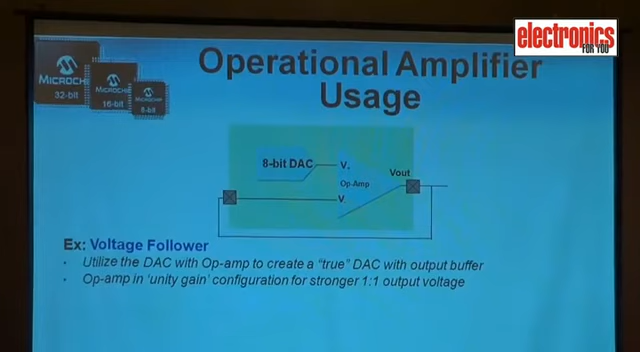 electronics
FOR YOU
MICROCHIP
32-bit
MICROCHIP
16-bit
MICROCHIP
8-bit
Operational Amplifier
Usage
8-bit DAC
V+
Op-Amp
V-
Vout
Ex: Voltage Follower
• Utilize the DAC with Op-amp to create a "true" DAC with output buffer
• Op-amp in 'unity gain' configuration for stronger 1:1 output voltage